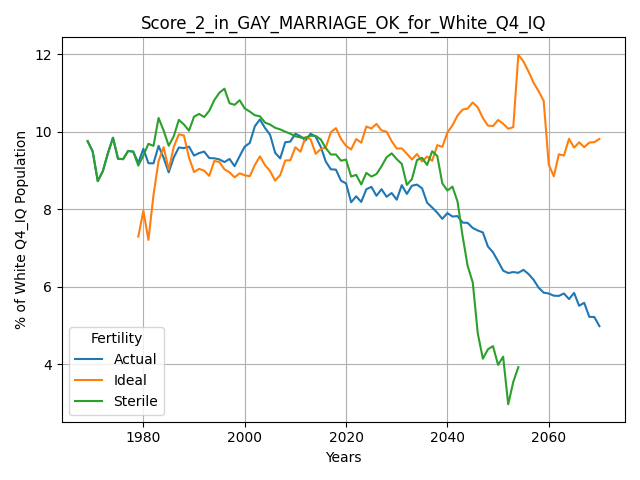 Score_2_in_GAY_MARRIAGE_OK_for_White_Q4_IQ
% of White Q4_IQ Population
12
10
8
6
4
Fertility
Actual
Ideal
Sterile
1980
2000
2020
2040
2060
Years